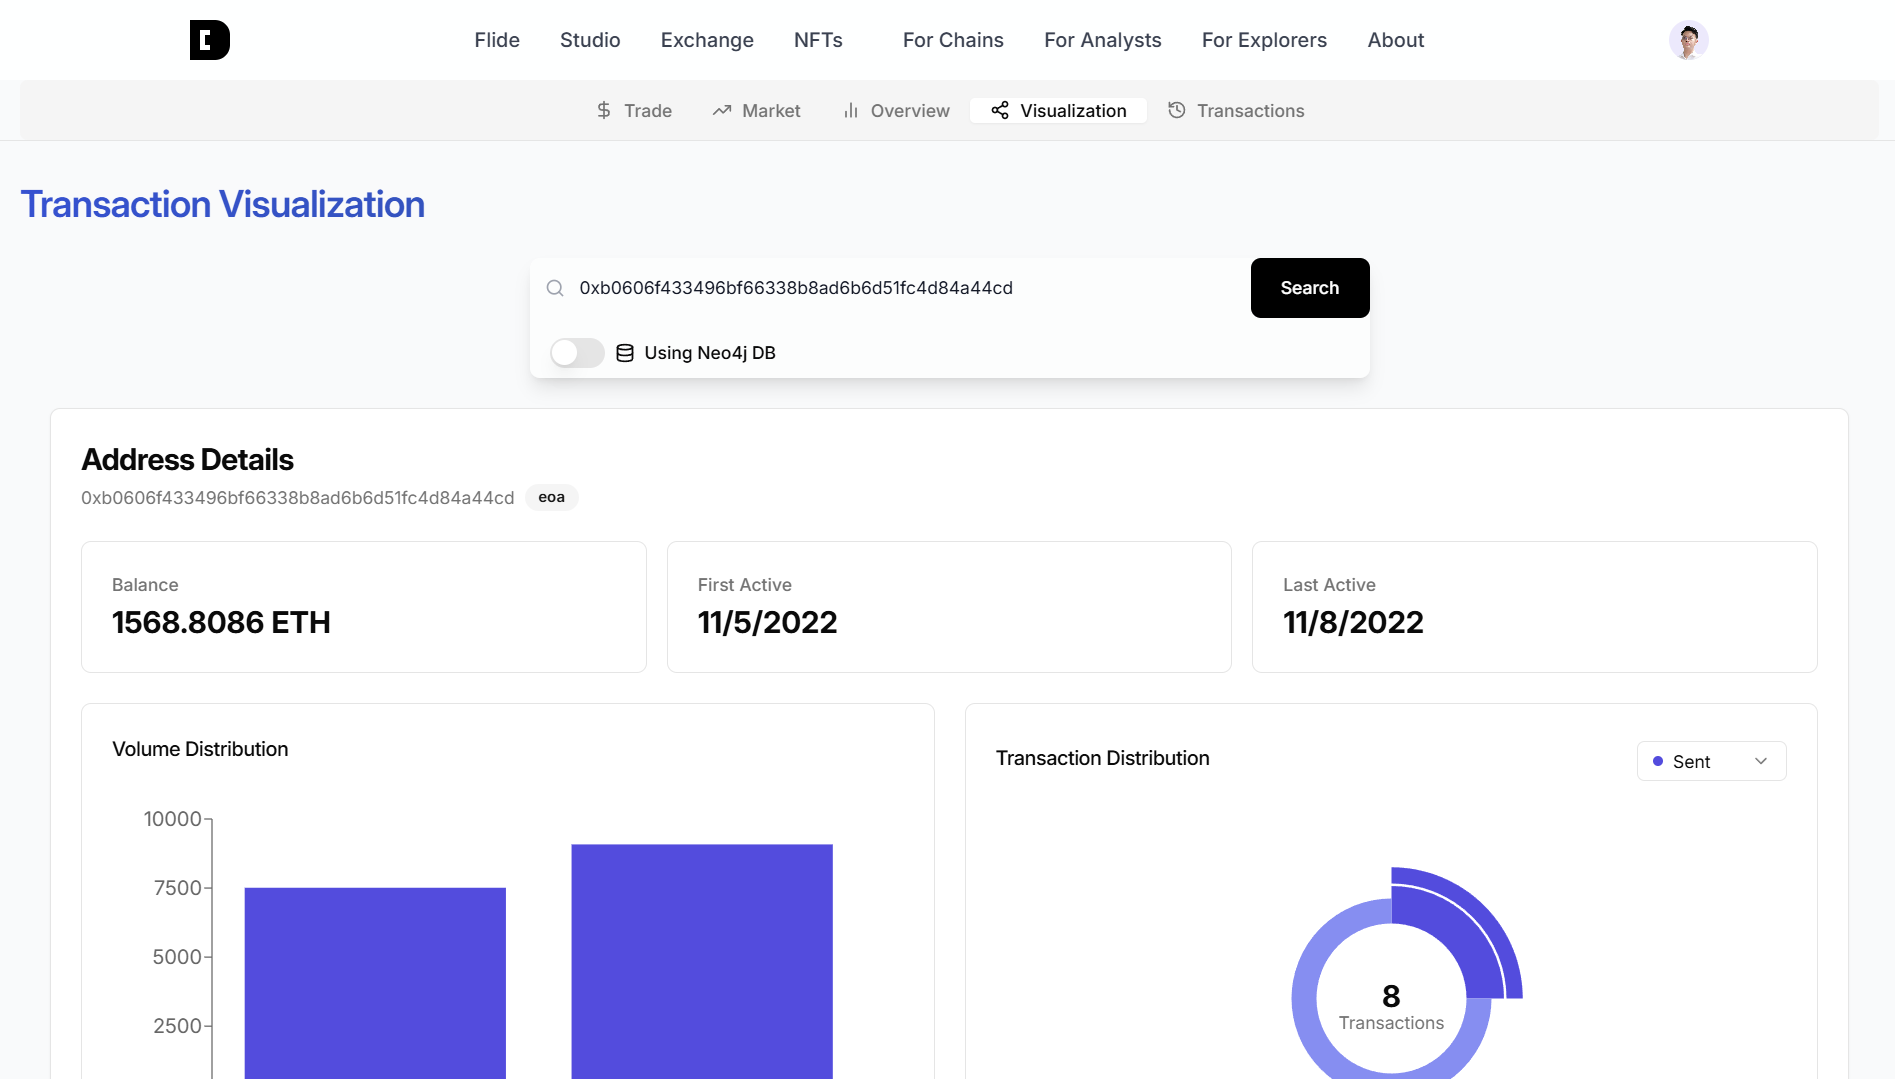 Flide Studio Exchange NFTs For Chains For Analysts For Explorers About
Trade Market Overview Visualization Transactions
Transaction Visualization
0xb0606f433496bf66338b8ad6b6d51fc4d84a44cd Search
Using Neo4j DB
Address Details
0xb0606f433496bf66338b8ad6b6d51fc4d84a44cd eoa
Balance
1568.8086 ETH
First Active
11/5/2022
Last Active
11/8/2022
Volume Distribution
10000
7500
5000
2500
Transaction Distribution
Sent
8
Transactions